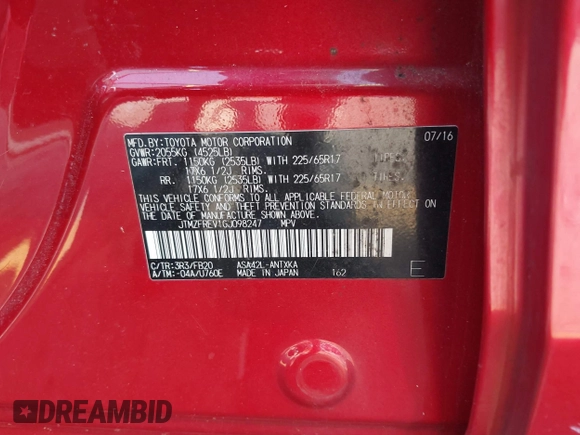 MFD.BY:TOYOTA MOTOR CORPORATION 07/16
GVWR:2055KG (4525LB)
GAWR:FRT. 1150KG (2535LB) WITH 225/65R17 TIRES,
17X6 1/2J RIMS.
RR. 1150KG (2535LB) WITH 225/65R17 TIRES,
17X6 1/2J RIMS.
THIS VEHICLE CONFORMS TO ALL APPLICABLE FEDERAL MOTOR
VEHICLE SAFETY AND THEFT PREVENTION STANDARDS IN EFFECT ON
THE DATE OF MANUFACTURE SHOWN ABOVE.
JTMZFREV1GJ098247 MPV
C/TR:3R3/FB20 ASA42L-ANTXKA
A/TM:-04A/U760E MADE IN JAPAN 162 E
DREAMBID